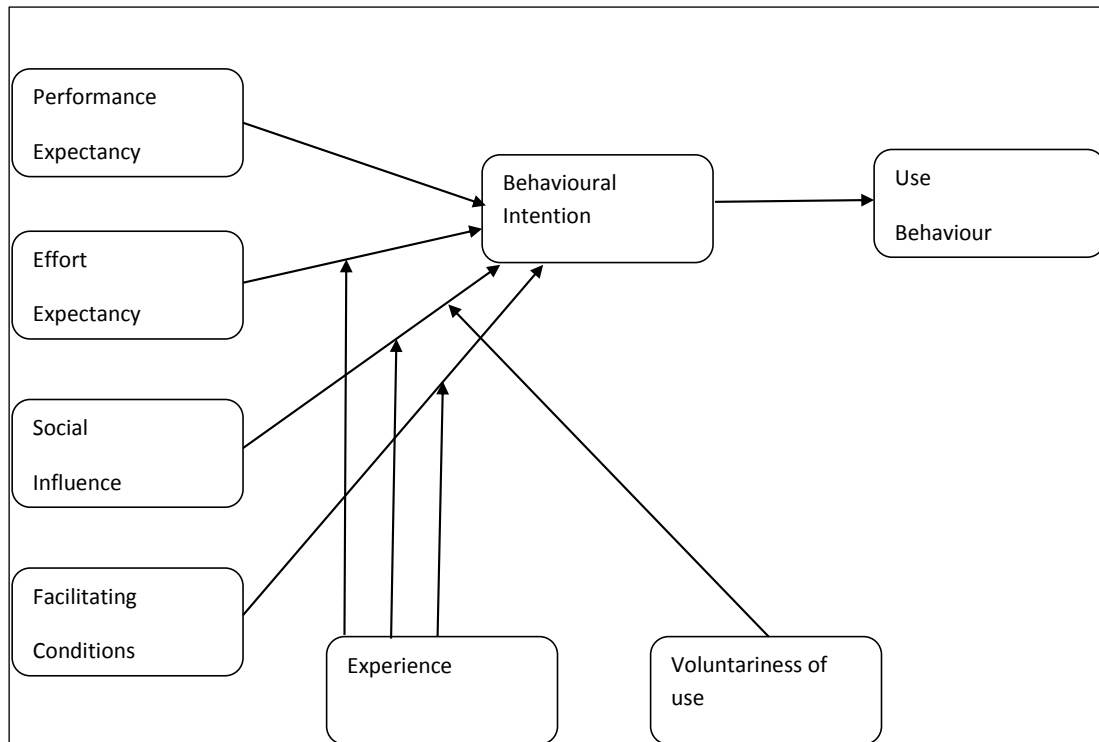 Performance
Expectancy
Behavioural
Intention
Use
Behaviour
Effort
Expectancy
Social
Influence
Facilitating
Conditions
Experience
Voluntariness of
use